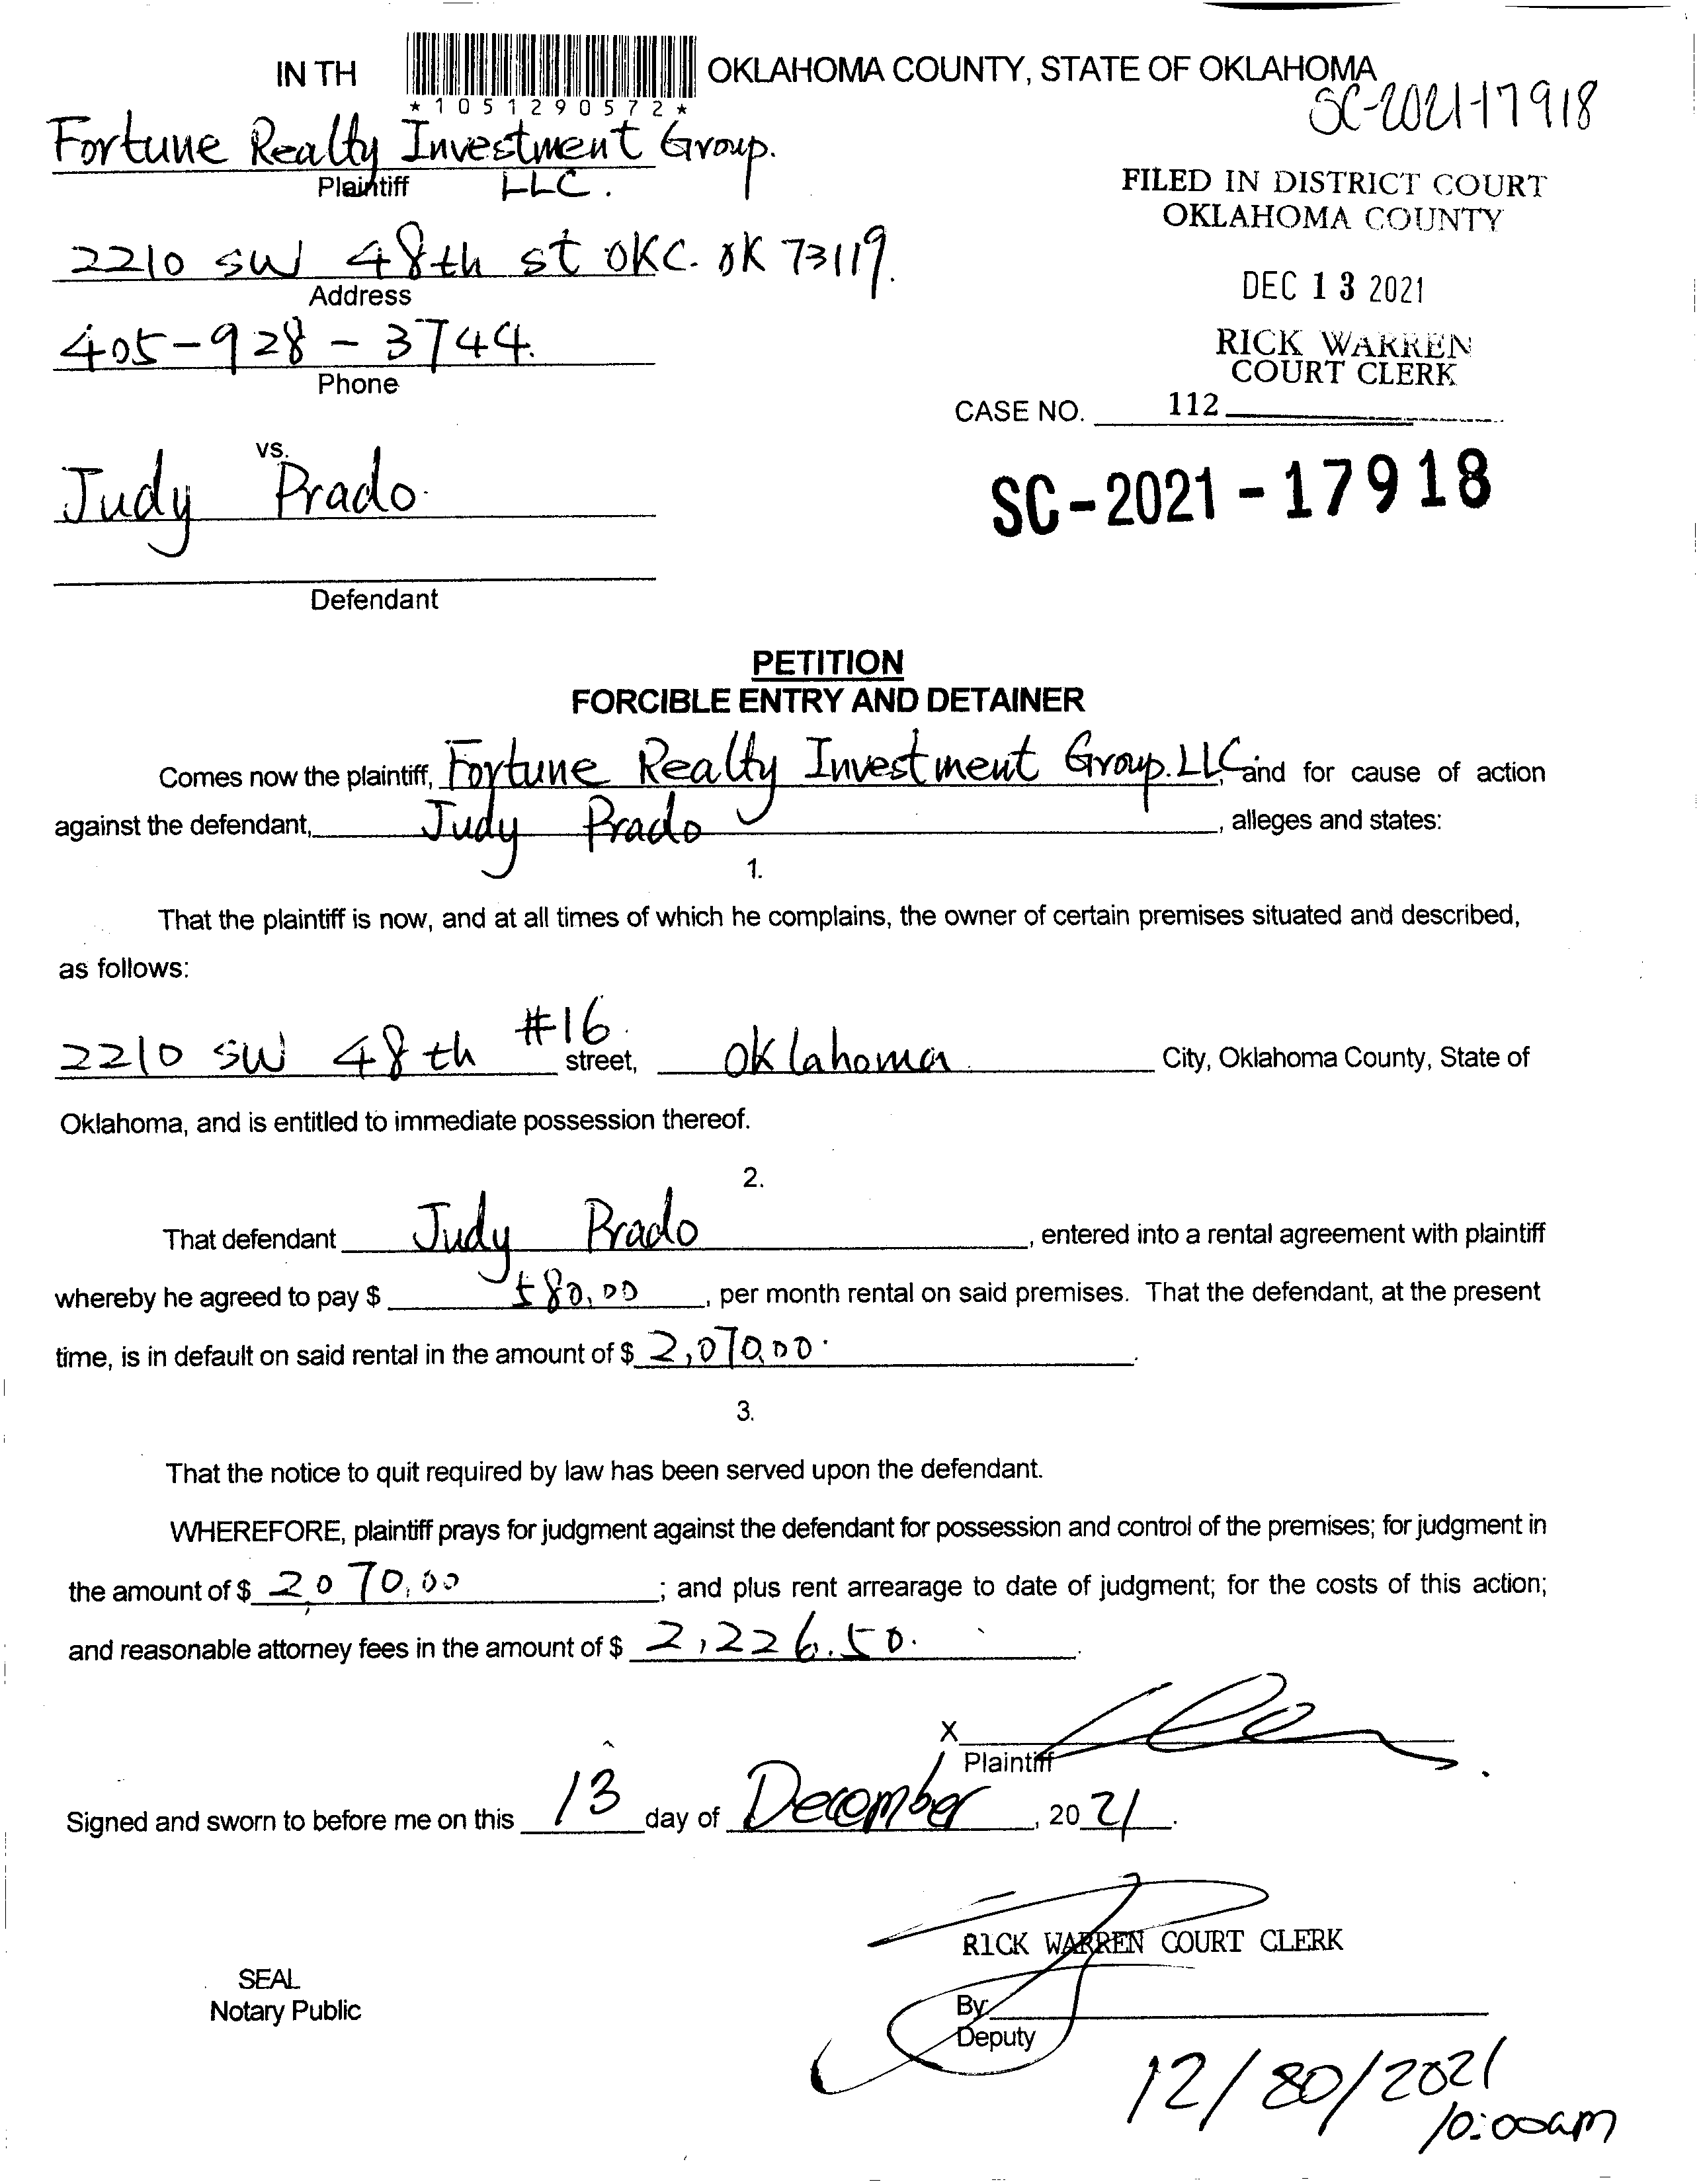 IN TH OKLAHOMA COUNTY, STATE OF OKLAHOMA
*1051290572*
SC-2021-17918
Fortune Realty Investment Group.
Plaintiff LLC.
FILED IN DISTRICT COURT
OKLAHOMA COUNTY
2210 SW 48th st OKC. OK 73119.
Address
DEC 13 2021
405-928-3744.
Phone
RICK WARREN
COURT CLERK
CASE NO. 112
vs.
Judy Prado.
SC-2021-17918
Defendant
PETITION
FORCIBLE ENTRY AND DETAINER
Comes now the plaintiff, Fortune Realty Investment Group. LLC, and for cause of action
against the defendant, Judy Prado, alleges and states:
1.
That the plaintiff is now, and at all times of which he complains, the owner of certain premises situated and described,
as follows:
2210 SW 48th #16. street, Oklahoma City, Oklahoma County, State of
Oklahoma, and is entitled to immediate possession thereof.
2.
That defendant Judy Prado, entered into a rental agreement with plaintiff
whereby he agreed to pay $ 580.00, per month rental on said premises. That the defendant, at the present
time, is in default on said rental in the amount of $ 2,070.00.
3.
That the notice to quit required by law has been served upon the defendant.
WHEREFORE, plaintiff prays for judgment against the defendant for possession and control of the premises; for judgment in
the amount of $ 2,070.00; and plus rent arrearage to date of judgment; for the costs of this action;
and reasonable attorney fees in the amount of $ 2,226.50.
X
Plaintiff
Signed and sworn to before me on this 13 day of December, 2021.
R1CK WARREN COURT CLERK
SEAL
Notary Public
By
Deputy
12/30/2021
10:00am